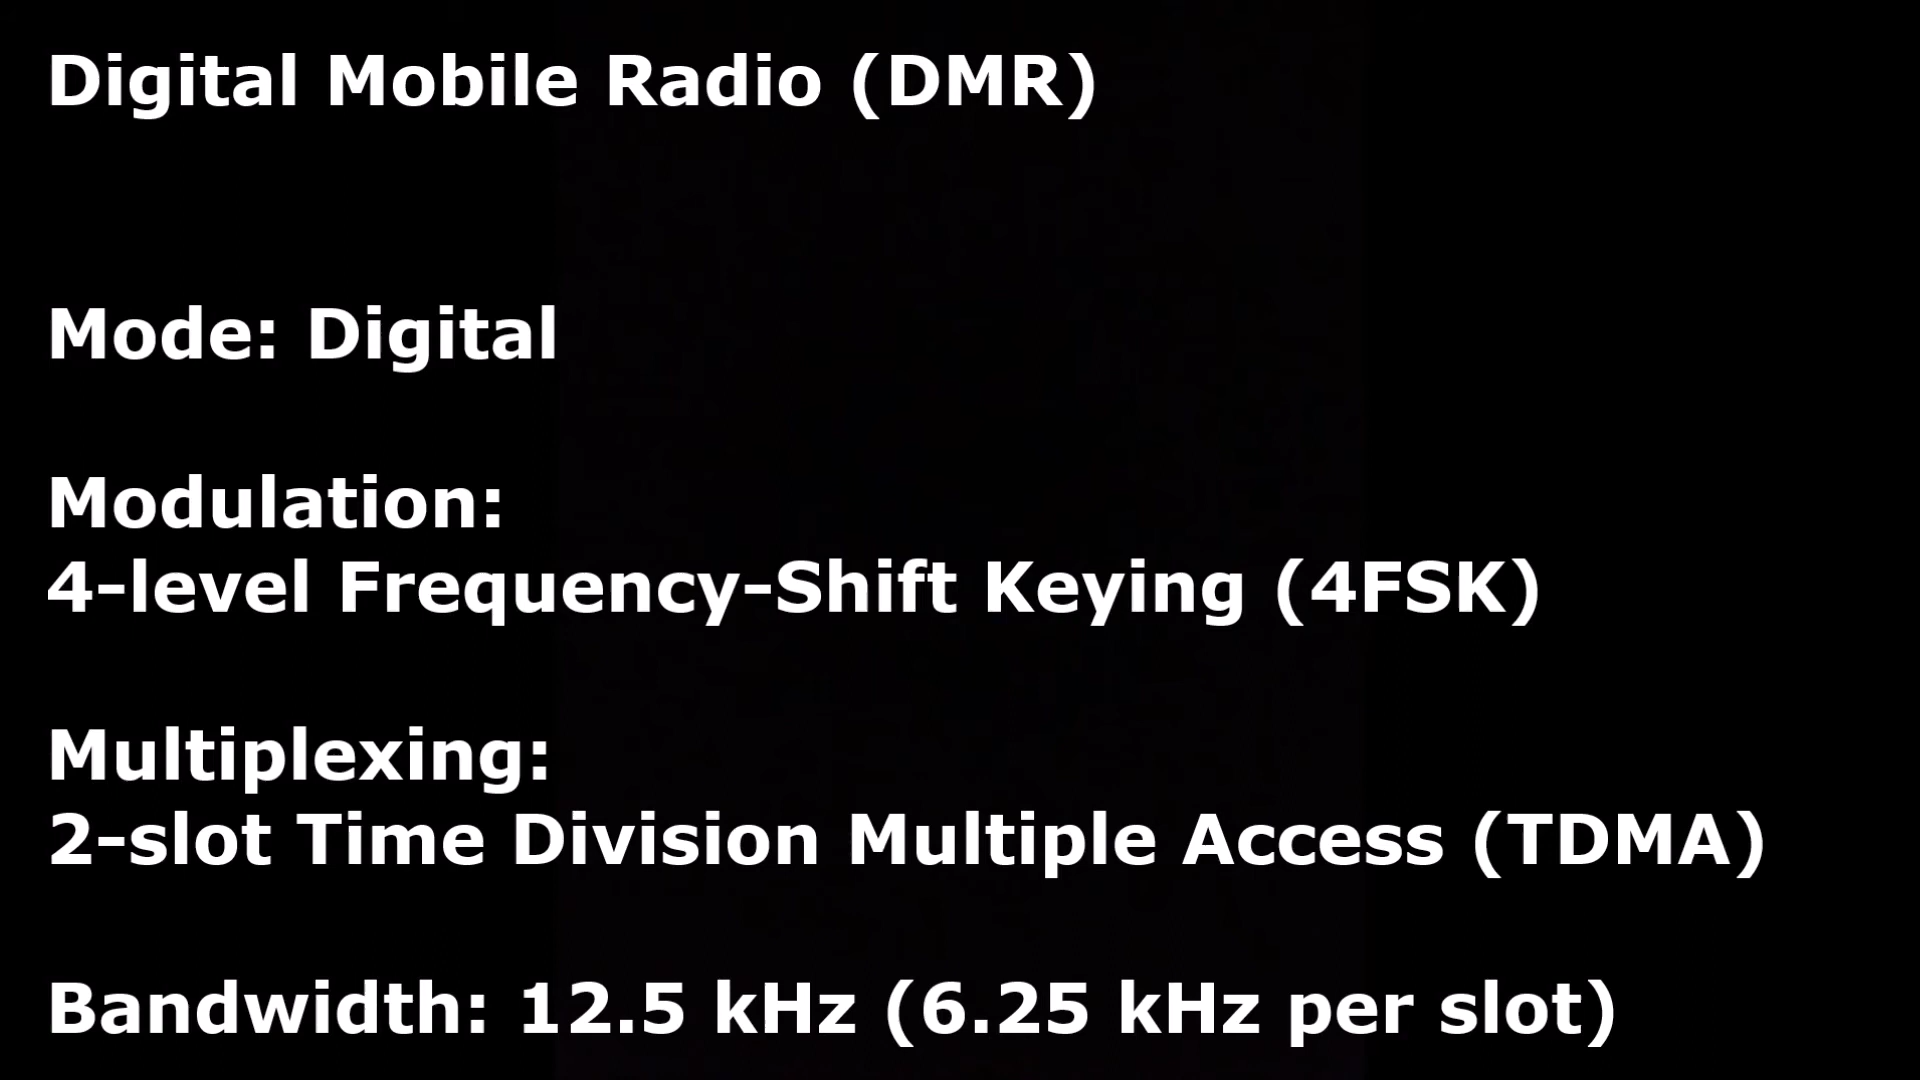 Digital Mobile Radio (DMR)
Mode: Digital
Modulation:
4-level Frequency-Shift Keying (4FSK)
Multiplexing:
2-slot Time Division Multiple Access (TDMA)
Bandwidth: 12.5 kHz (6.25 kHz per slot)